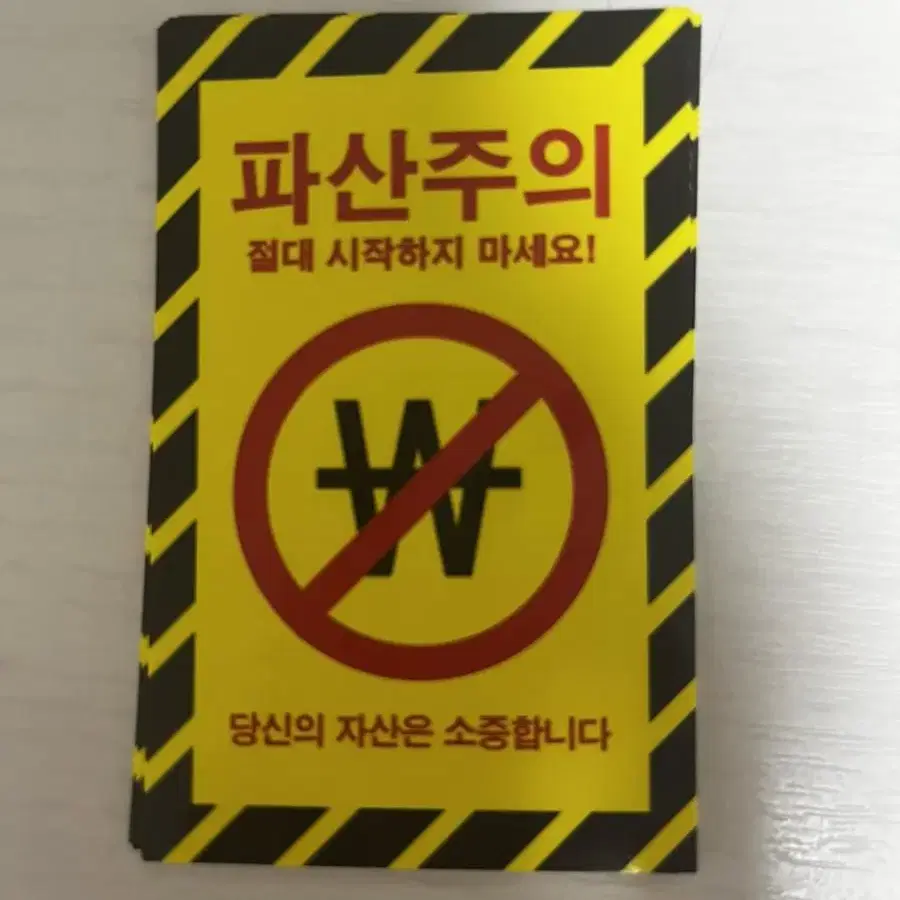 파산주의
절대 시작하지 마세요!
₩
당신의 자산은 소중합니다